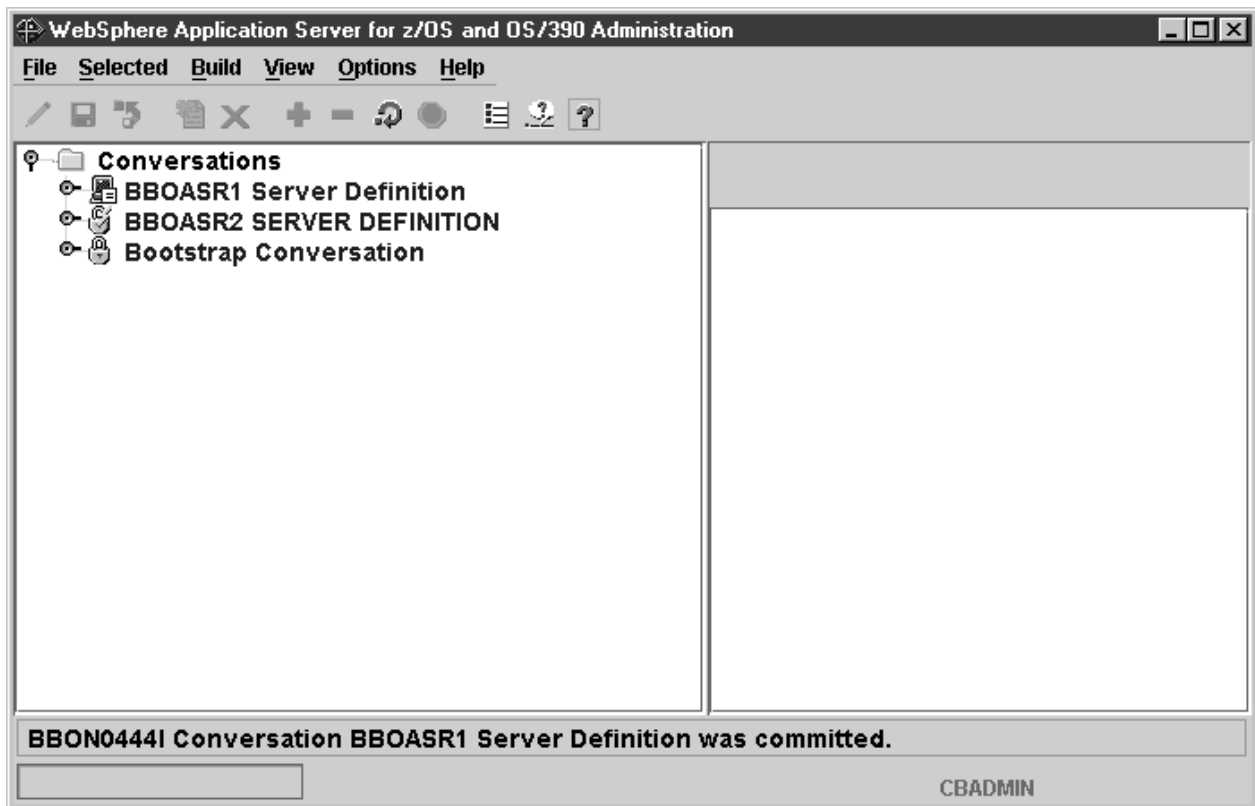 WebSphere Application Server for z/OS and OS/390 Administration
File Selected Build View Options Help
Conversations
BBOASR1 Server Definition
BBOASR2 SERVER DEFINITION
Bootstrap Conversation
BBON0444I Conversation BBOASR1 Server Definition was committed.
CBADMIN